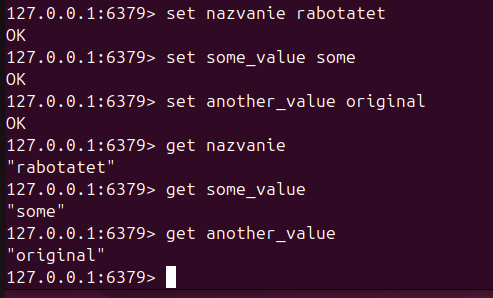 127.0.0.1:6379> set nazvanie rabotatet
OK
127.0.0.1:6379> set some_value some
OK
127.0.0.1:6379> set another_value original
OK
127.0.0.1:6379> get nazvanie
"rabotatet"
127.0.0.1:6379> get some_value
"some"
127.0.0.1:6379> get another_value
"original"
127.0.0.1:6379>